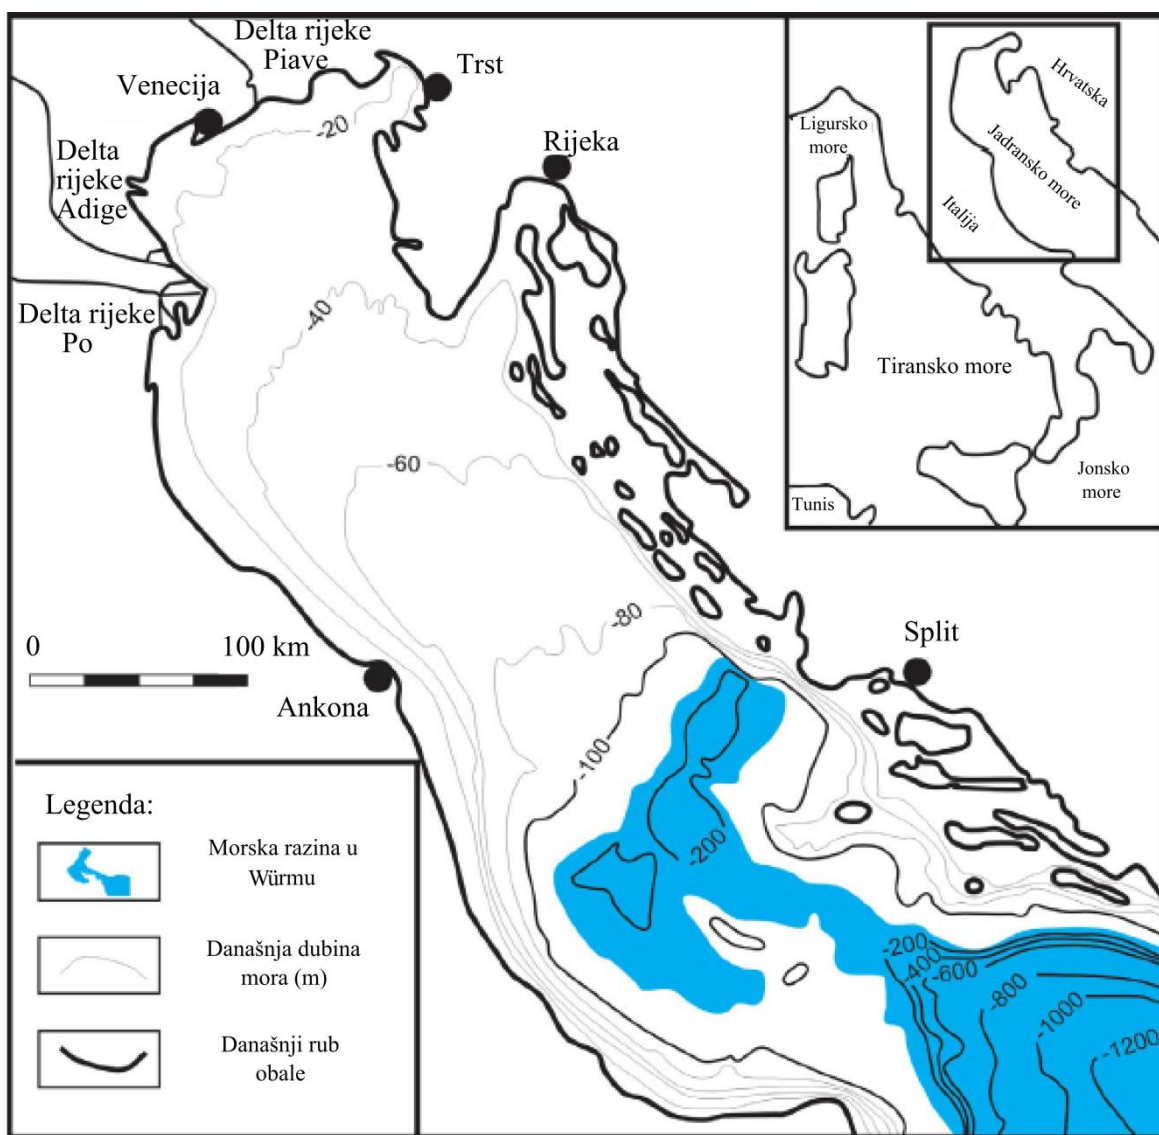 Delta rijeke
Piave
Trst
Venecija
-20
Rijeka
Delta
rijeke
Adige
Delta rijeke
Po
-40
-60
-80
Split
0
100 km
Ankona
-100
-200
-200
-400
-600
-800
-1000
-1200
Ligursko
more
Hrvatska
Jadransko more
Italija
Tiransko more
Jonsko
more
Tunis
Legenda:
Morska razina u
Würmu
Današnja dubina
mora (m)
Današnji rub
obale